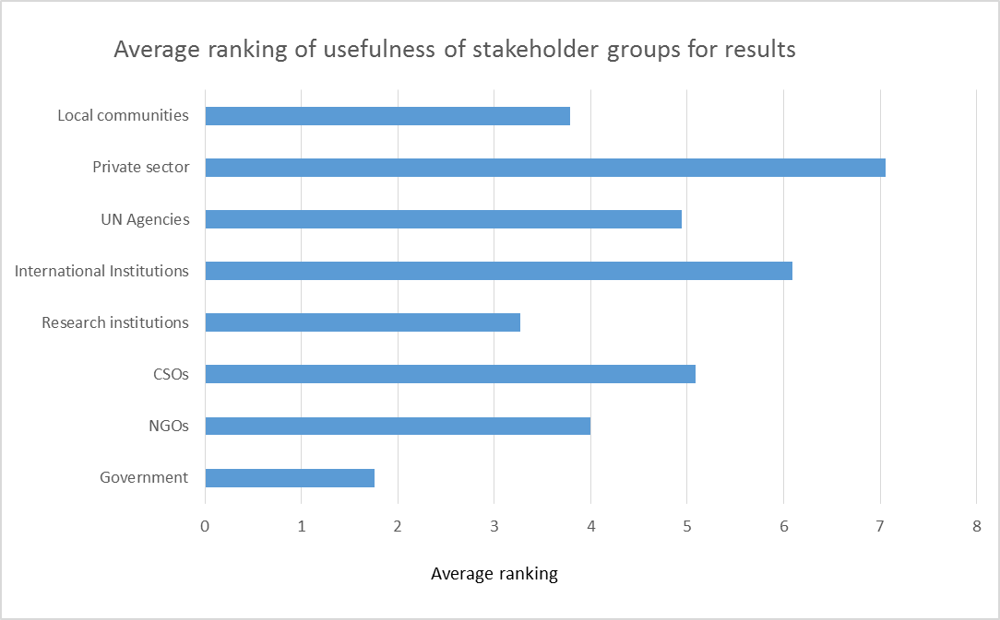 Average ranking of usefulness of stakeholder groups for results
Local communities
Private sector
UN Agencies
International Institutions
Research institutions
CSOs
NGOs
Government
0 1 2 3 4 5 6 7 8
Average ranking